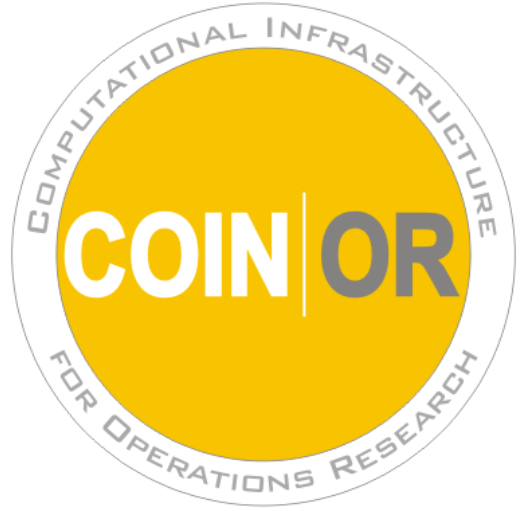 Computational Infrastructure
COIN|OR
for Operations Research